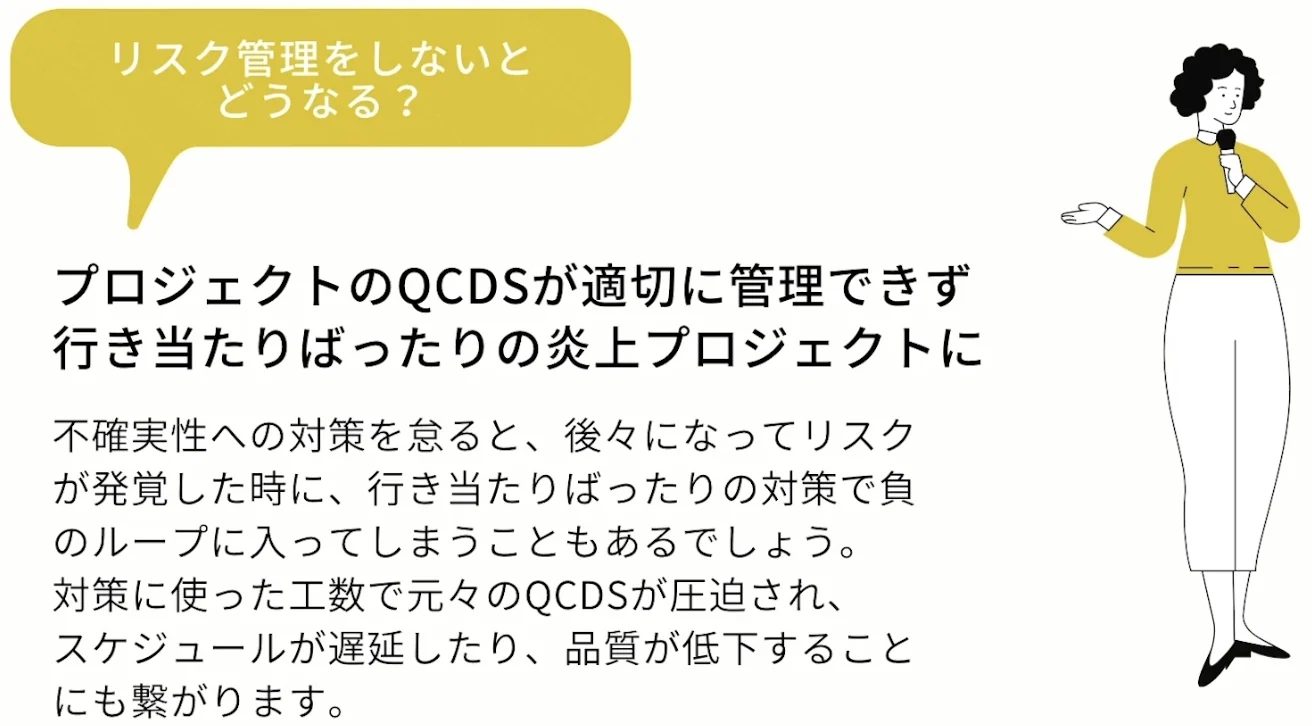 リスク管理をしないと
どうなる？
プロジェクトのQCDSが適切に管理できず
行き当たりばったりの炎上プロジェクトに
不確実性への対策を怠ると、後々になってリスク
が発覚した時に、行き当たりばったりの対策で負
のループに入ってしまうこともあるでしょう。
対策に使った工数で元々のQCDSが圧迫され、
スケジュールが遅延したり、品質が低下すること
にも繋がります。